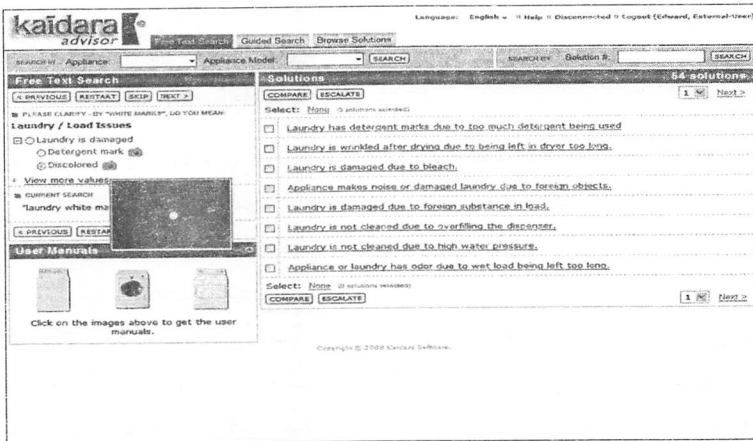 kaidara
advisor
Language: English Help Disconnected Logout (Edward, External-User)
Free Text Search Guided Search Browse Solutions
SEARCH BY Appliance: Appliance Model: SEARCH SEARCH BY Solution #: SEARCH
Free Text Search
< PREVIOUS RESTART SKIP NEXT >
PLEASE CLARIFY - BY "WHITE MARKS", DO YOU MEAN:
Laundry / Load Issues
Laundry is damaged
Detergent mark
Discolored
View more values
CURRENT SEARCH
"laundry white ma
< PREVIOUS RESTAR
User Manuals
Click on the images above to get the user
manuals.
Solutions 54 solutions
COMPARE ESCALATE 1 Next >
Select: None (0 solutions selected)
Laundry has detergent marks due to too much detergent being used
Laundry is wrinkled after drying due to being left in dryer too long.
Laundry is damaged due to bleach.
Appliance makes noise or damaged laundry due to foreign objects.
Laundry is damaged due to foreign substance in load.
Laundry is not cleaned due to overfilling the dispenser.
Laundry is not cleaned due to high water pressure.
Appliance or laundry has odor due to wet load being left too long.
Select: None (0 solutions selected)
COMPARE ESCALATE 1 Next >
Copyright © 2008 Kaidara Software.